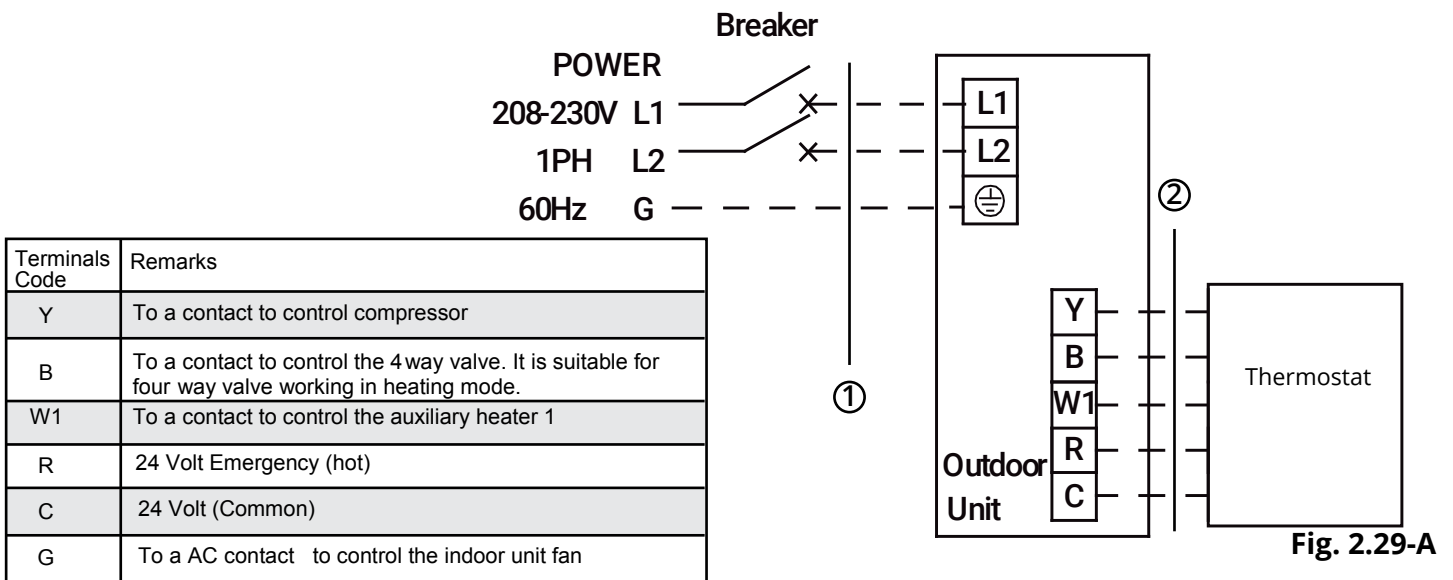 Breaker
POWER
208-230V L1
1PH L2
60Hz G
L1
L2
①
②
Y
B
W1
R
C
Outdoor
Unit
Thermostat
Fig. 2.29-A
Terminals Code Remarks
Y To a contact to control compressor
B To a contact to control the 4 way valve. It is suitable for
four way valve working in heating mode.
W1 To a contact to control the auxiliary heater 1
R 24 Volt Emergency (hot)
C 24 Volt (Common)
G To a AC contact to control the indoor unit fan